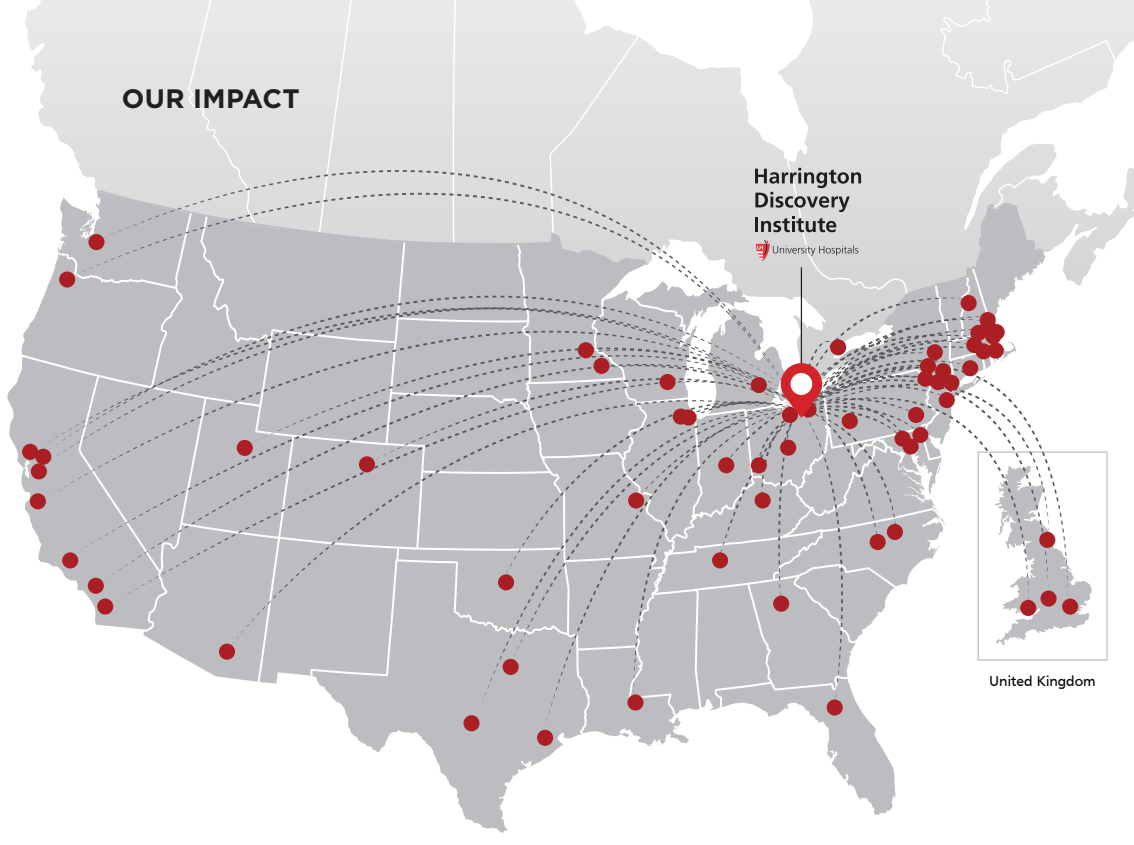 OUR IMPACT
Harrington
Discovery
Institute
University Hospitals
United Kingdom